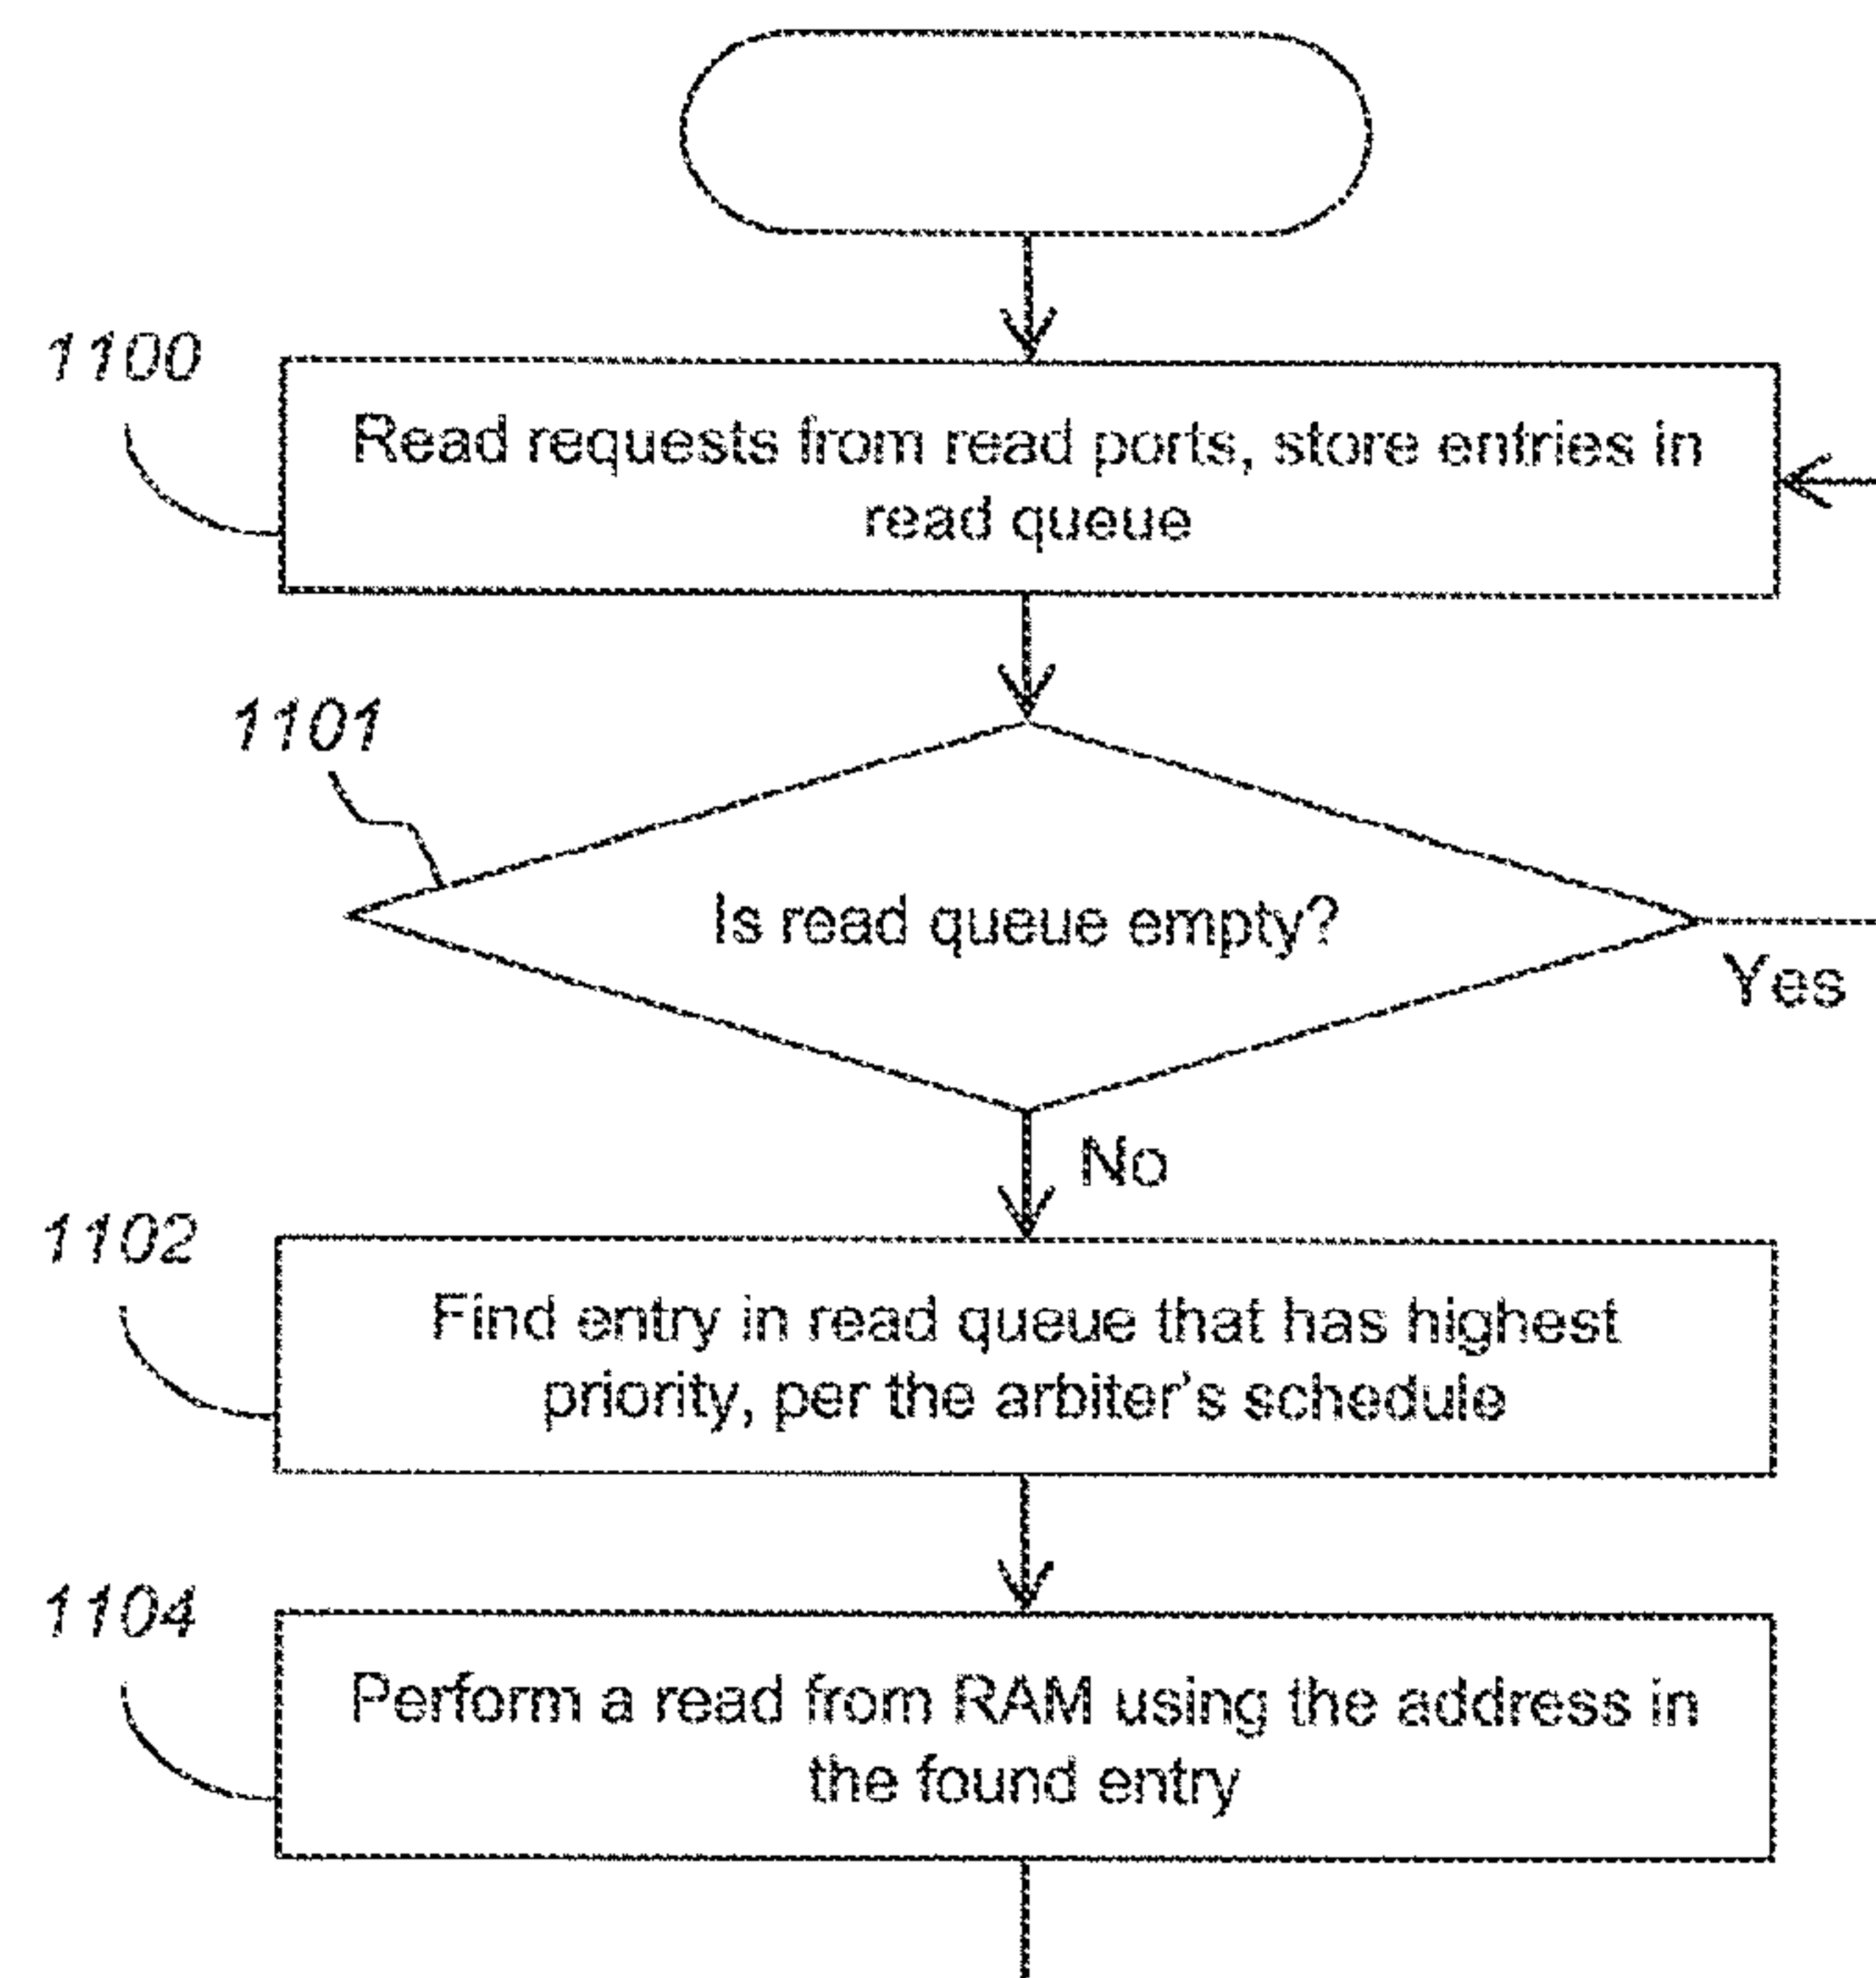 1100
Read requests from read ports, store entries in
read queue
1101
Is read queue empty?
Yes
No
1102
Find entry in read queue that has highest
priority, per the arbiter's schedule
1104
Perform a read from RAM using the address in
the found entry